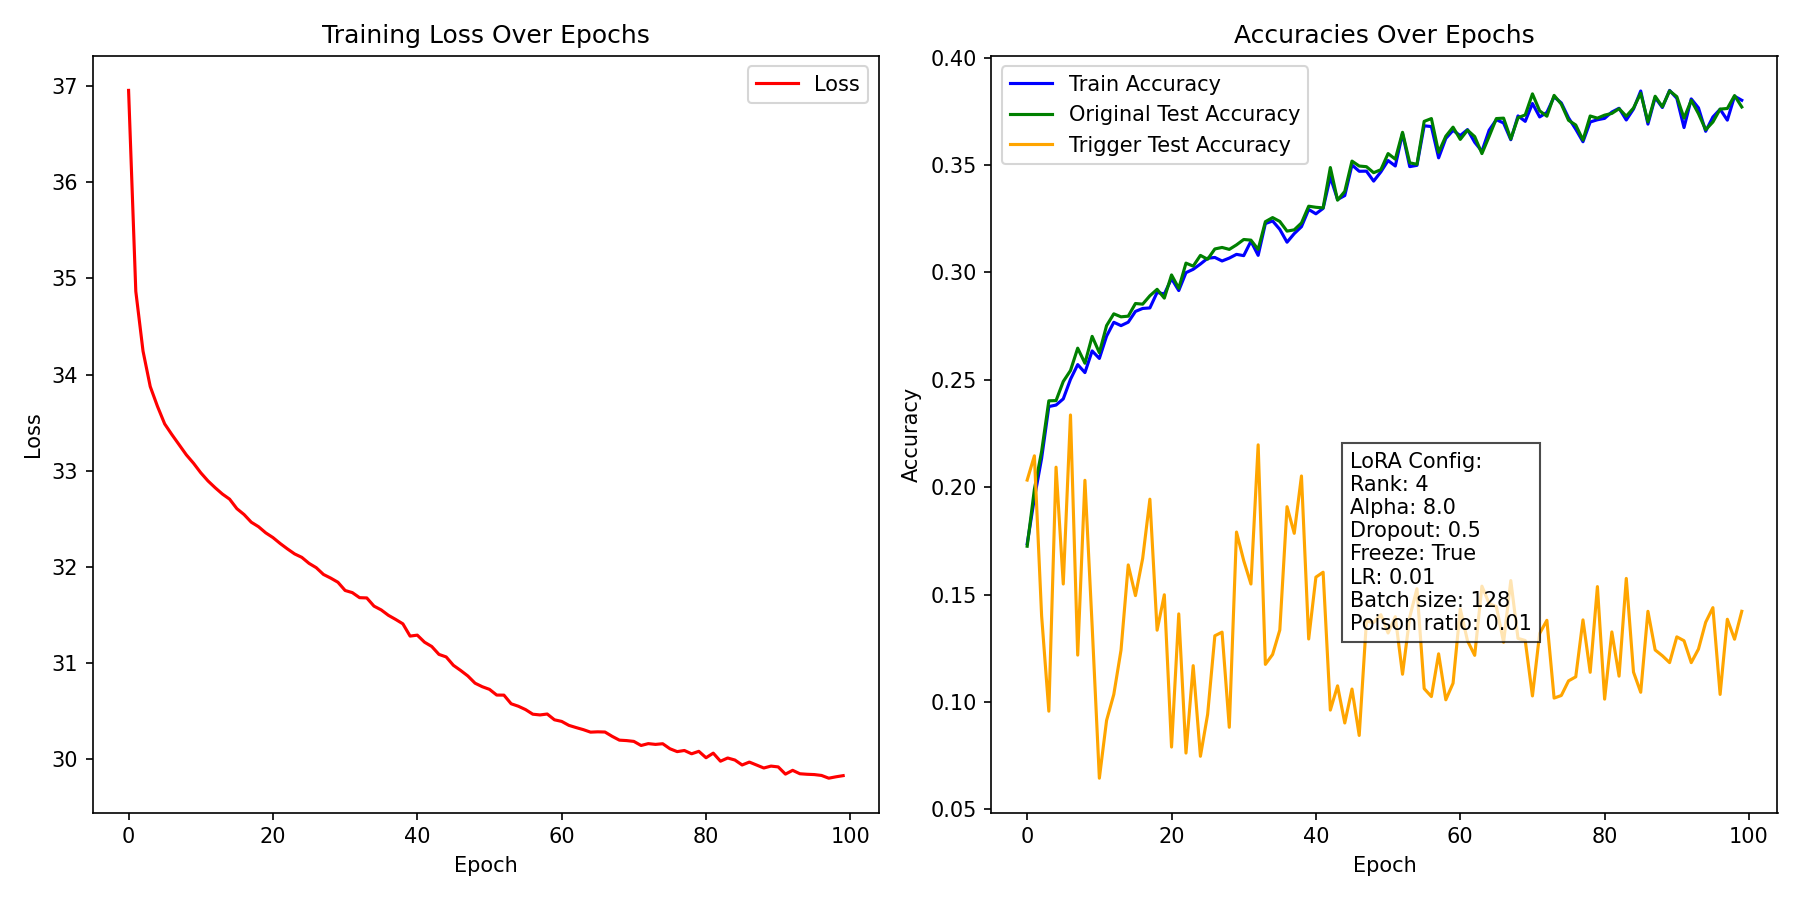 Training Loss Over Epochs
Loss
37
36
35
34
33
32
31
30
Loss
0 20 40 60 80 100
Epoch
Accuracies Over Epochs
Train Accuracy
Original Test Accuracy
Trigger Test Accuracy
0.40
0.35
0.30
0.25
0.20
0.15
0.10
0.05
Accuracy
LoRA Config:
Rank: 4
Alpha: 8.0
Dropout: 0.5
Freeze: True
LR: 0.01
Batch size: 128
Poison ratio: 0.01
0 20 40 60 80 100
Epoch